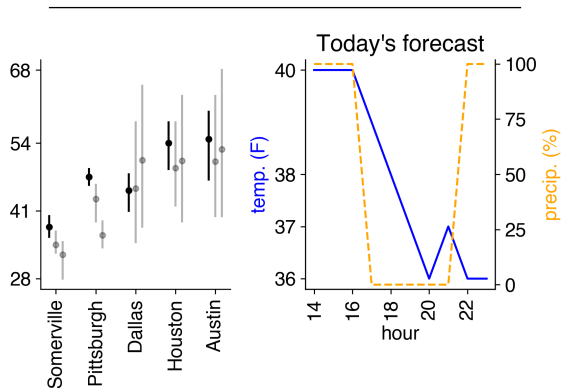 Today's forecast
68
54
41
28
Somerville
Pittsburgh
Dallas
Houston
Austin
temp. (F)
40
38
37
36
14
16
18
20
22
hour
100
75
50
25
0
precip. (%)